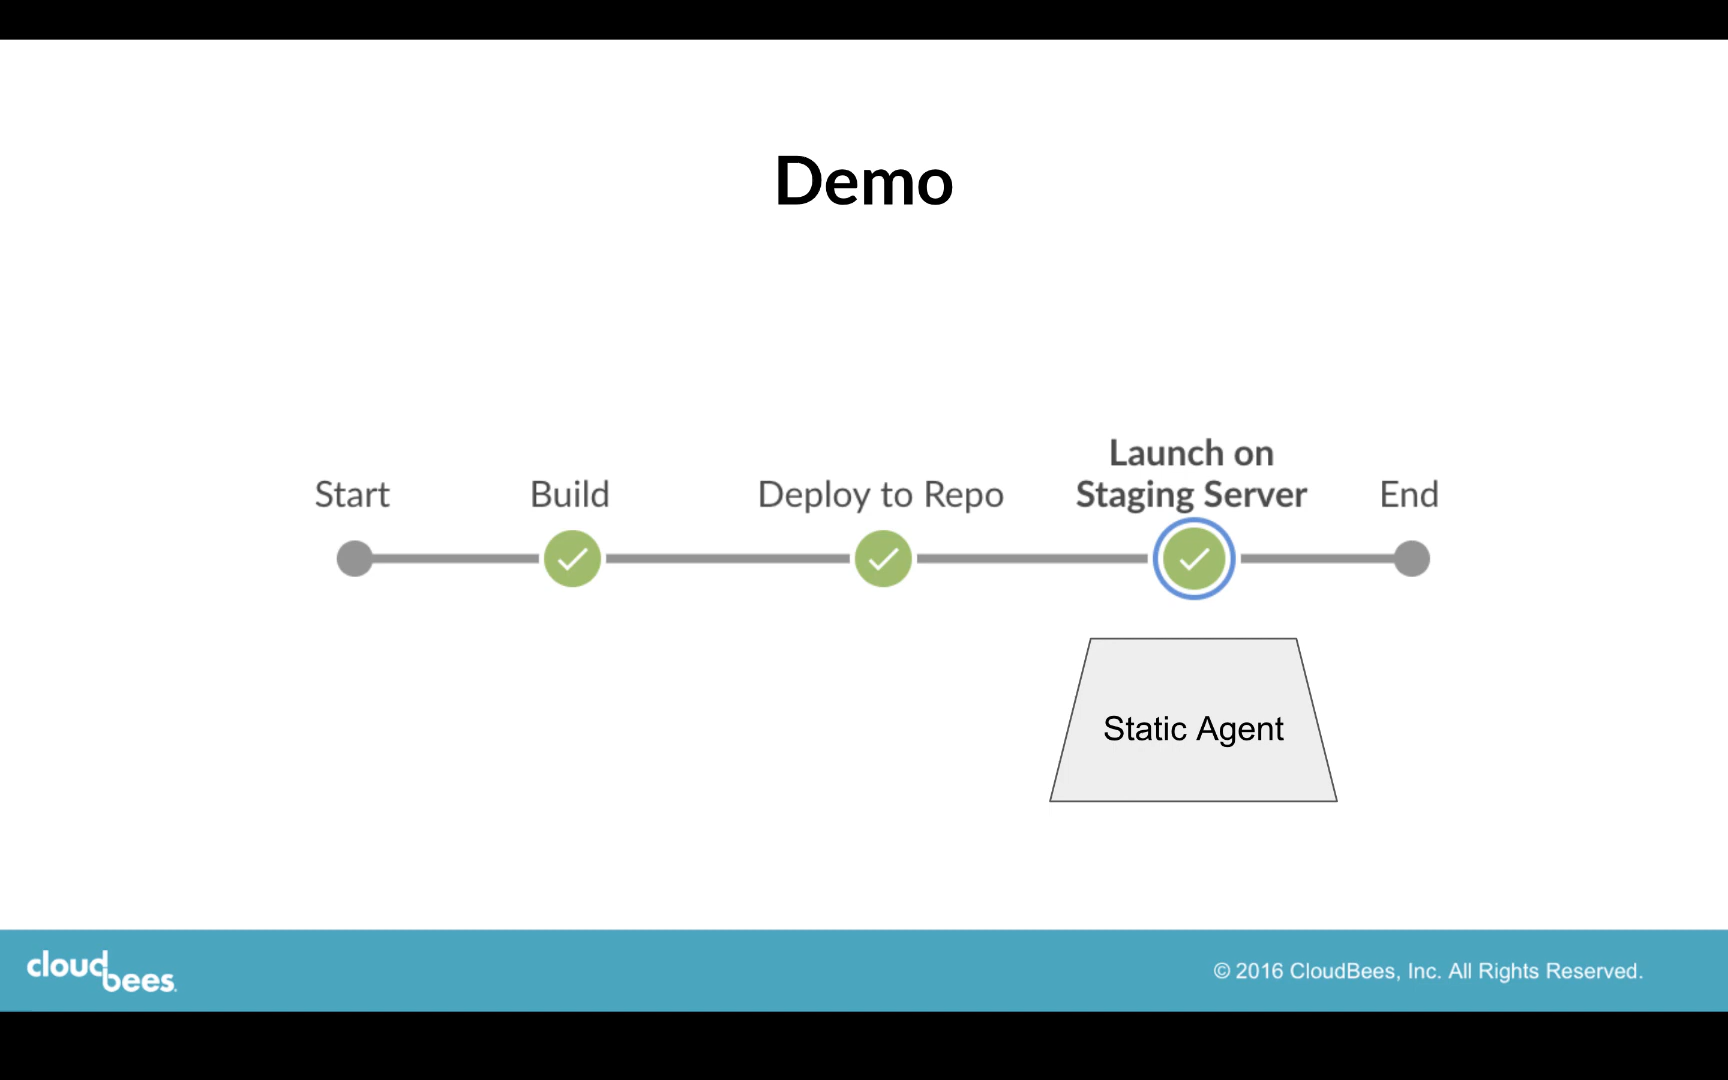 Demo
Start
Build
Deploy to Repo
Launch on
Staging Server
End
Static Agent
cloudbees.
© 2016 CloudBees, Inc. All Rights Reserved.